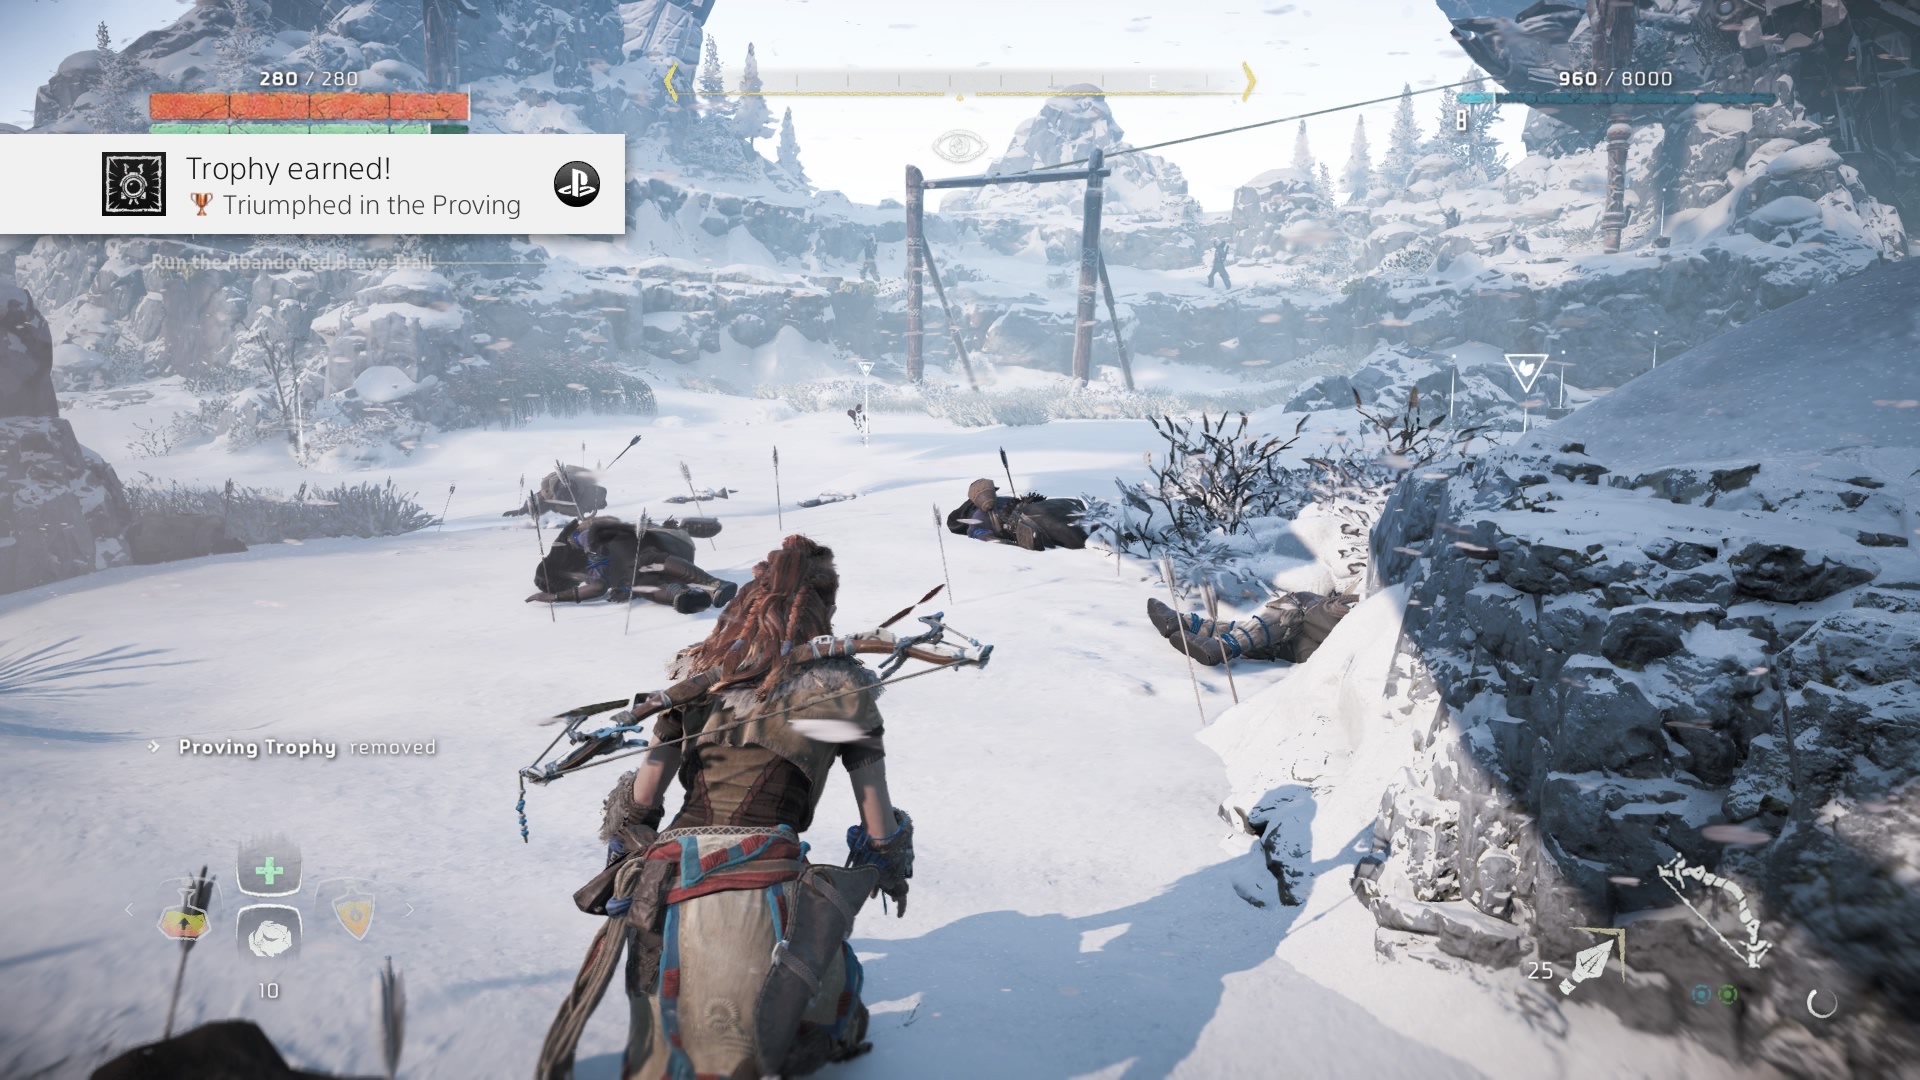 280 / 280
E
960 / 8000
8
Trophy earned!
Triumphed in the Proving
Run the Abandoned Brave Trail
Proving Trophy removed
10
25